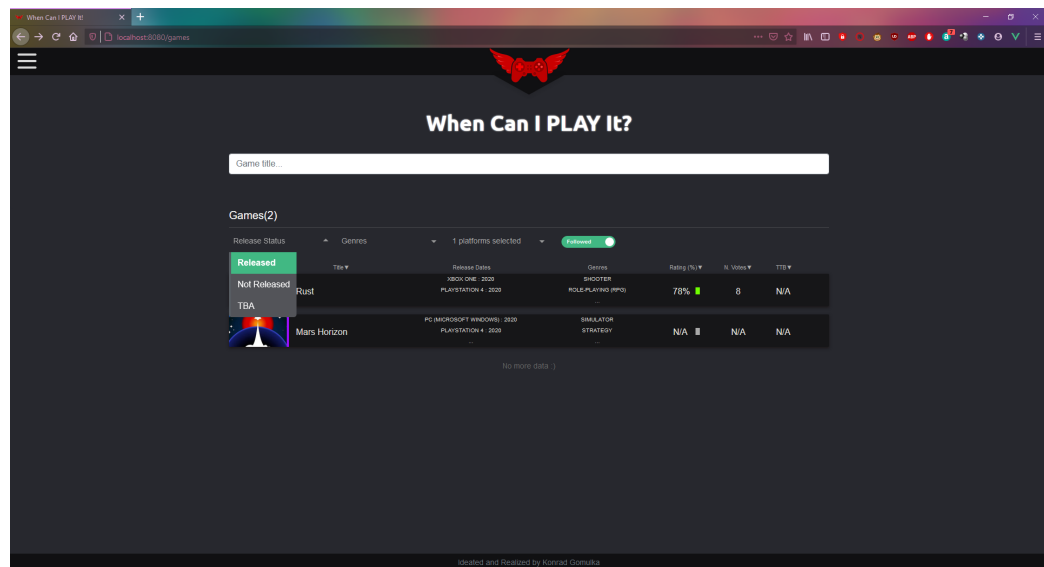 When Can I PLAY It!
localhost:8080/games
When Can I PLAY It?
Game title...
Games(2)
Release Status Genres 1 platforms selected Followed
Released
Not Released
TBA
Title▼ Release Dates Genres Rating (%)▼ N. Votes▼ TTB▼
Rust
XBOX ONE : 2020
PLAYSTATION 4 : 2020
SHOOTER
ROLE-PLAYING (RPG)
...
78% 8 N/A
Mars Horizon
PC (MICROSOFT WINDOWS) : 2020
PLAYSTATION 4 : 2020
...
SIMULATOR
STRATEGY
...
N/A N/A N/A
No more data :)
Ideated and Realized by Konrad Gomulka